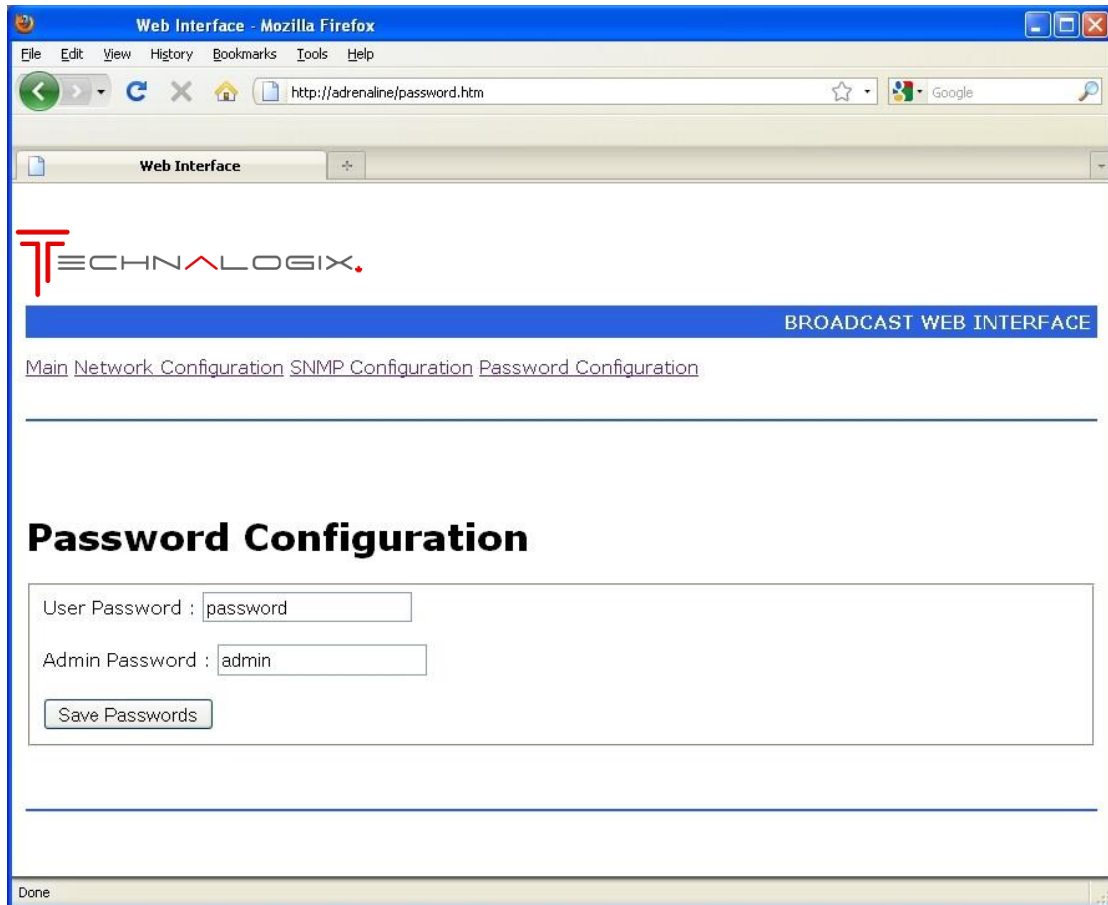 Web Interface - Mozilla Firefox
File Edit View History Bookmarks Tools Help
http://adrenaline/password.htm
Google
Web Interface
TECHNALOGIX.
BROADCAST WEB INTERFACE
Main Network Configuration SNMP Configuration Password Configuration
Password Configuration
User Password : password
Admin Password : admin
Save Passwords
Done